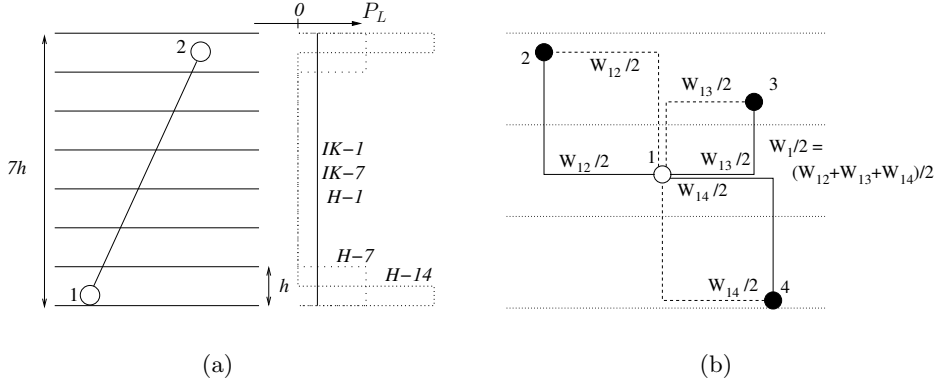 0
P_L
2
7h
IK−1
IK−7
H−1
H−7
H−14
1
h
(a)
2
W_12 /2
W_13 /2
3
W_12 /2
1
W_13 /2
W_1/2 =
(W_12+W_13+W_14)/2
W_14 /2
W_14 /2
4
(b)